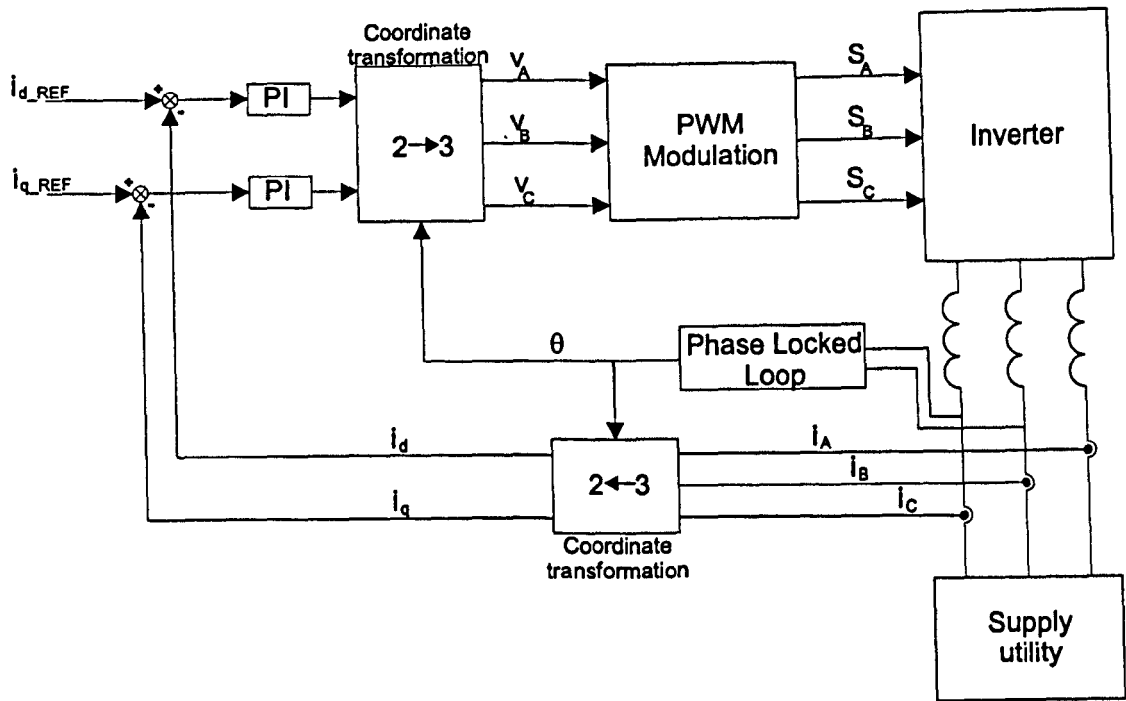 Coordinate
transformation
i_d_REF
+
-
PI
i_q_REF
+
-
PI
2→3
v_A
v_B
v_C
PWM
Modulation
S_A
S_B
S_C
Inverter
θ
Phase Locked
Loop
i_d
i_q
2←3
i_A
i_B
i_C
Coordinate
transformation
Supply
utility